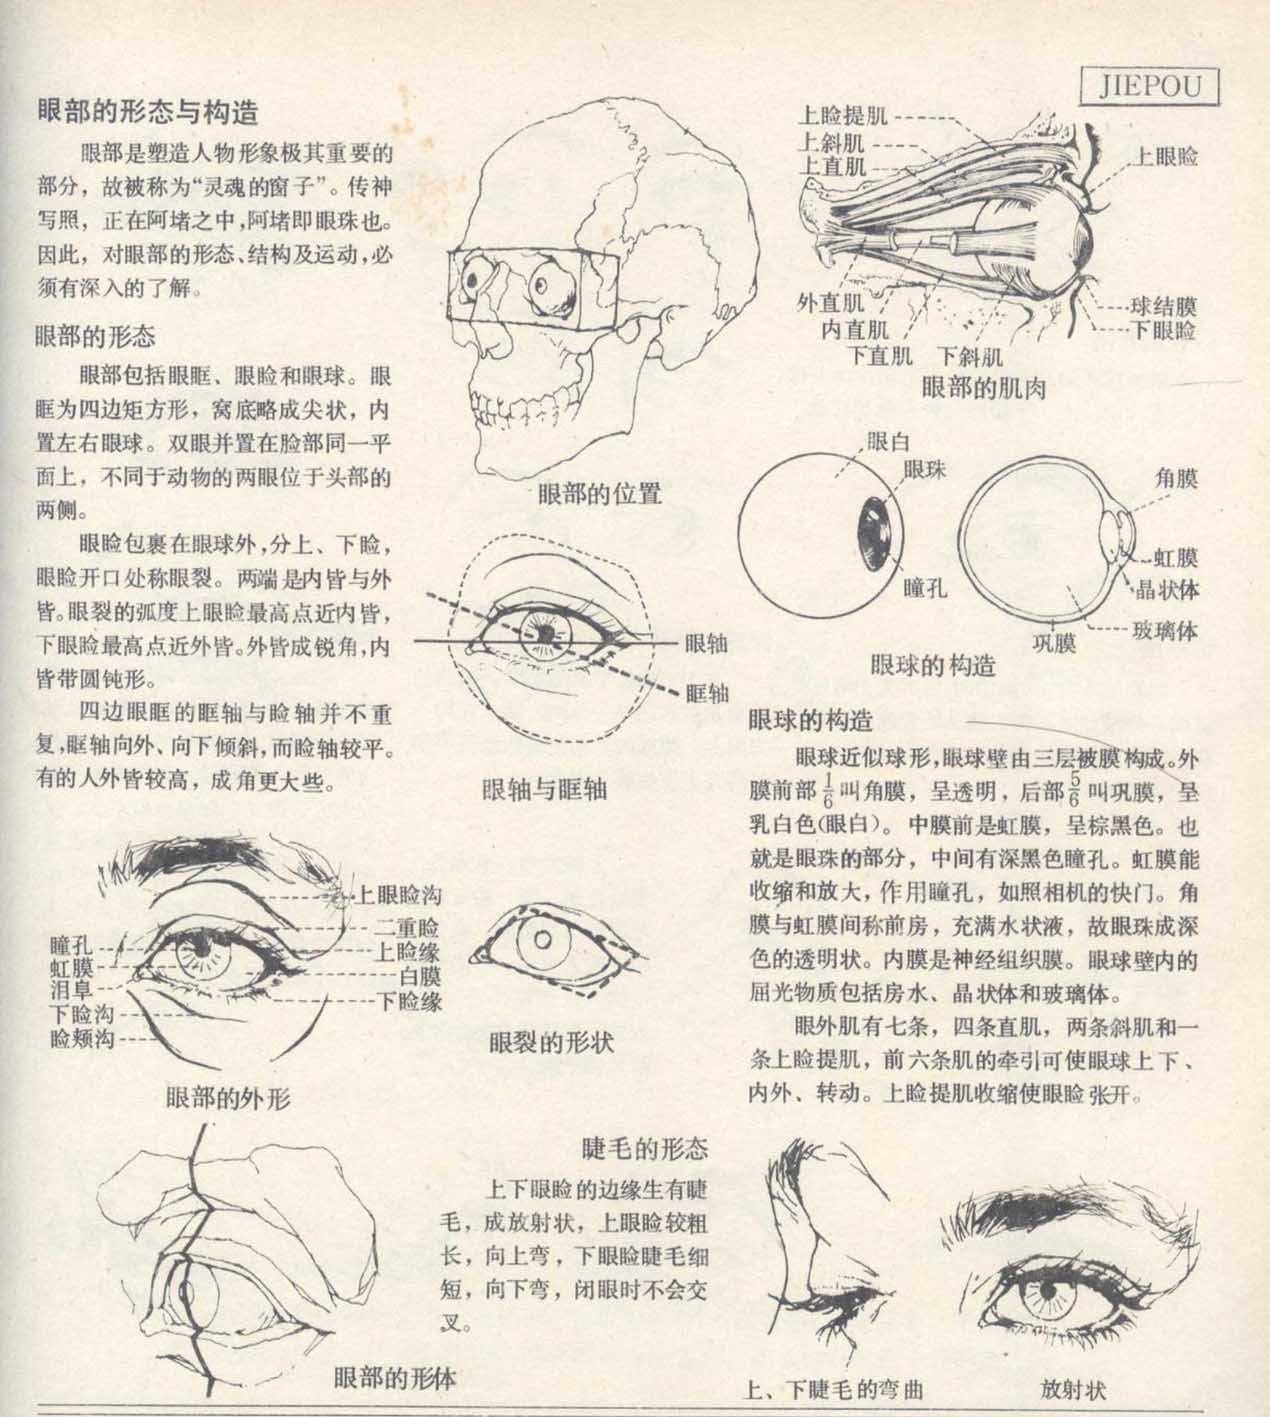 JIEPOU
眼部的形态与构造
眼部是塑造人物形象极其重要的
部分，故被称为“灵魂的窗子”。传神
写照，正在阿堵之中，阿堵即眼珠也。
因此，对眼部的形态、结构及运动，必
须有深入的了解。
眼部的形态
眼部包括眼眶、眼睑和眼球。眼
眶为四边矩方形，窝底略成尖状，内
置左右眼球。双眼并置在脸部同一平
面上，不同于动物的两眼位于头部的
两侧。
眼睑包裹在眼球外，分上、下睑，
眼睑开口处称眼裂。两端是内眥与外
眥。眼裂的弧度上眼睑最高点近内眥，
下眼睑最高点近外眥。外眥成锐角，内
眥带圆钝形。
四边眼眶的眶轴与睑轴并不重
复，眶轴向外、向下倾斜，而睑轴较平。
有的人外眥较高，成角更大些。
眼部的位置
上睑提肌
上斜肌
上直肌
上眼睑
外直肌
内直肌
下直肌
下斜肌
球结膜
下眼睑
眼部的肌肉
眼轴
眶轴
眼轴与眶轴
眼白
眼珠
瞳孔
角膜
虹膜
晶状体
玻璃体
巩膜
眼球的构造
眼球的构造
眼球近似球形，眼球壁由三层被膜构成。外
膜前部1/6叫角膜，呈透明，后部5/6叫巩膜，呈
乳白色(眼白)。中膜前是虹膜，呈棕黑色。也
就是眼珠的部分，中间有深黑色瞳孔。虹膜能
收缩和放大，作用瞳孔，如照相机的快门。角
膜与虹膜间称前房，充满水状液，故眼珠成深
色的透明状。内膜是神经组织膜。眼球壁内的
屈光物质包括房水、晶状体和玻璃体。
眼外肌有七条，四条直肌，两条斜肌和一
条上睑提肌，前六条肌的牵引可使眼球上下、
内外、转动。上睑提肌收缩使眼睑张开。
瞳孔
虹膜
泪阜
下睑沟
睑颊沟
上眼睑沟
二重睑
上睑缘
白膜
下睑缘
眼部的外形
眼裂的形状
眼部的形体
睫毛的形态
上下眼睑的边缘生有睫
毛，成放射状，上眼睑较粗
长，向上弯，下眼睑睫毛细
短，向下弯，闭眼时不会交
叉。
上、下睫毛的弯曲
放射状